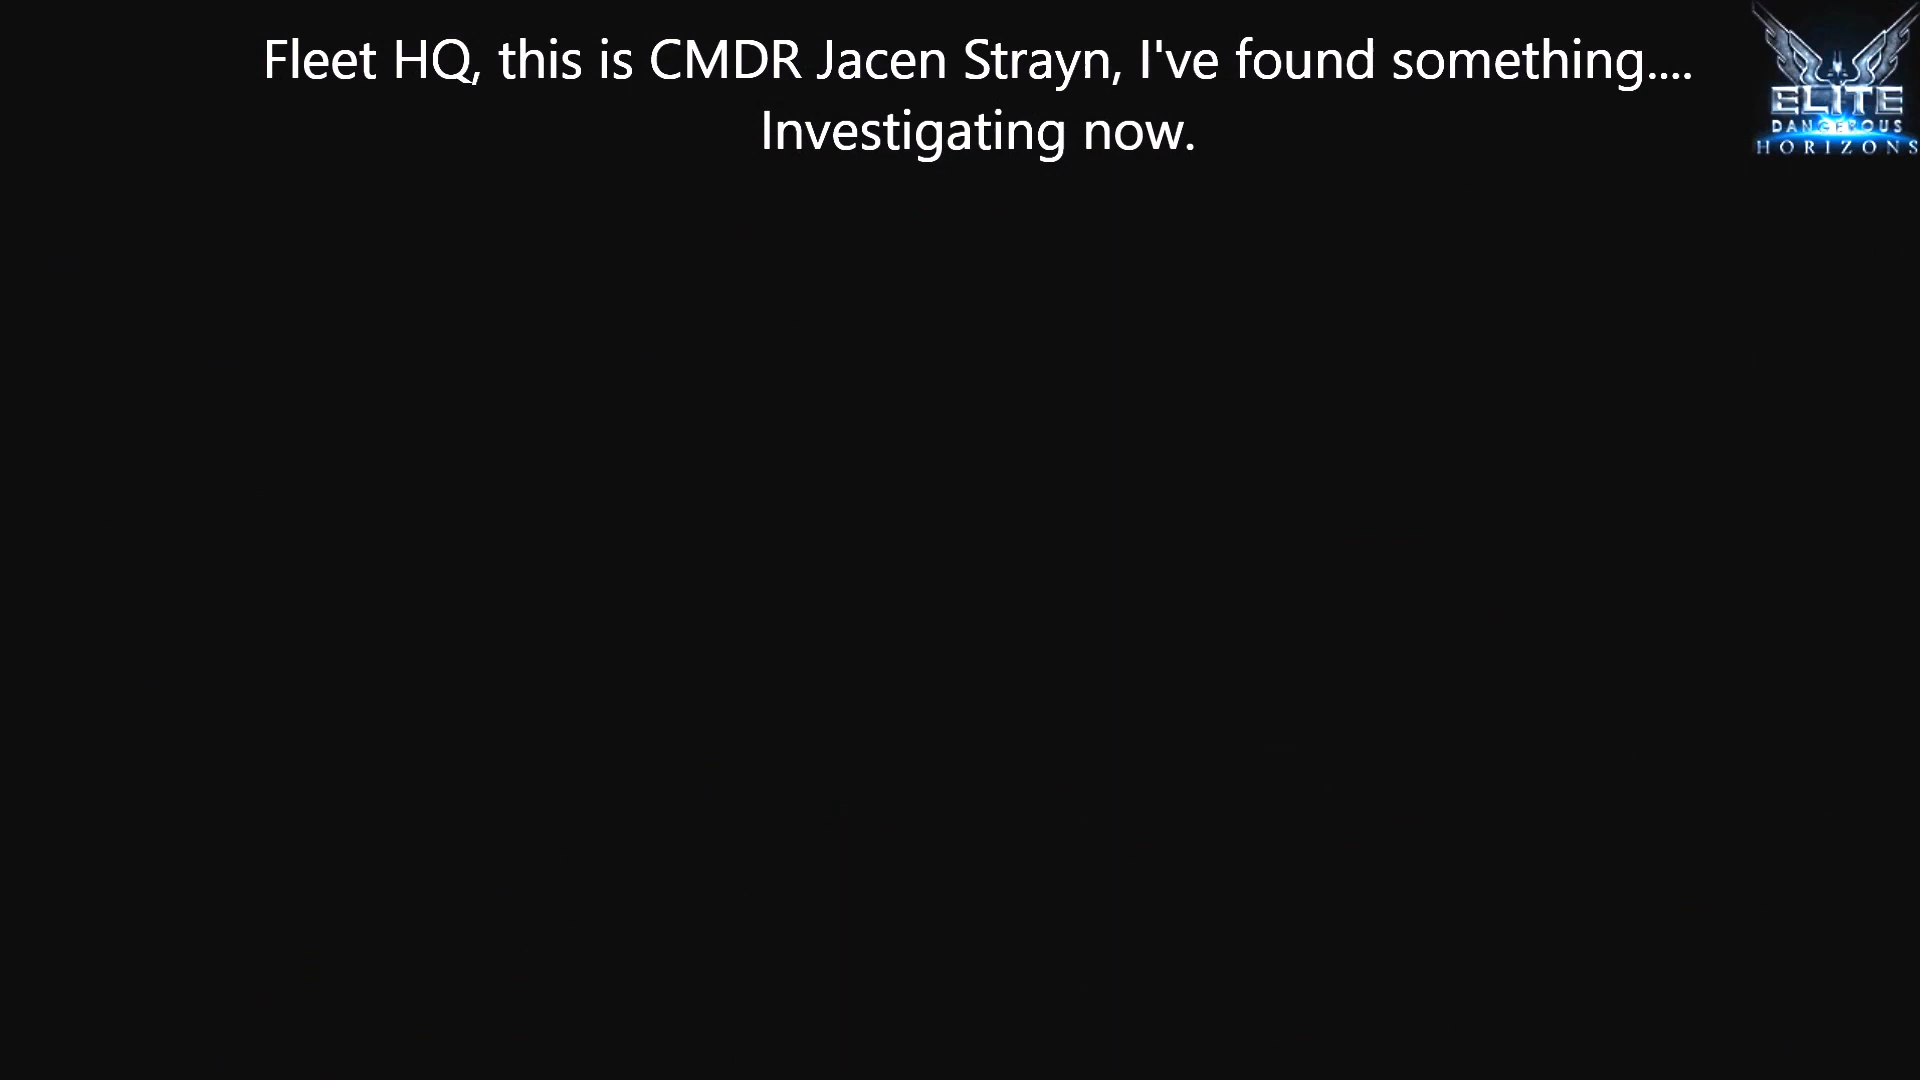 Fleet HQ, this is CMDR Jacen Strayn, I've found something....
Investigating now.
ELITE
DANGEROUS
HORIZONS